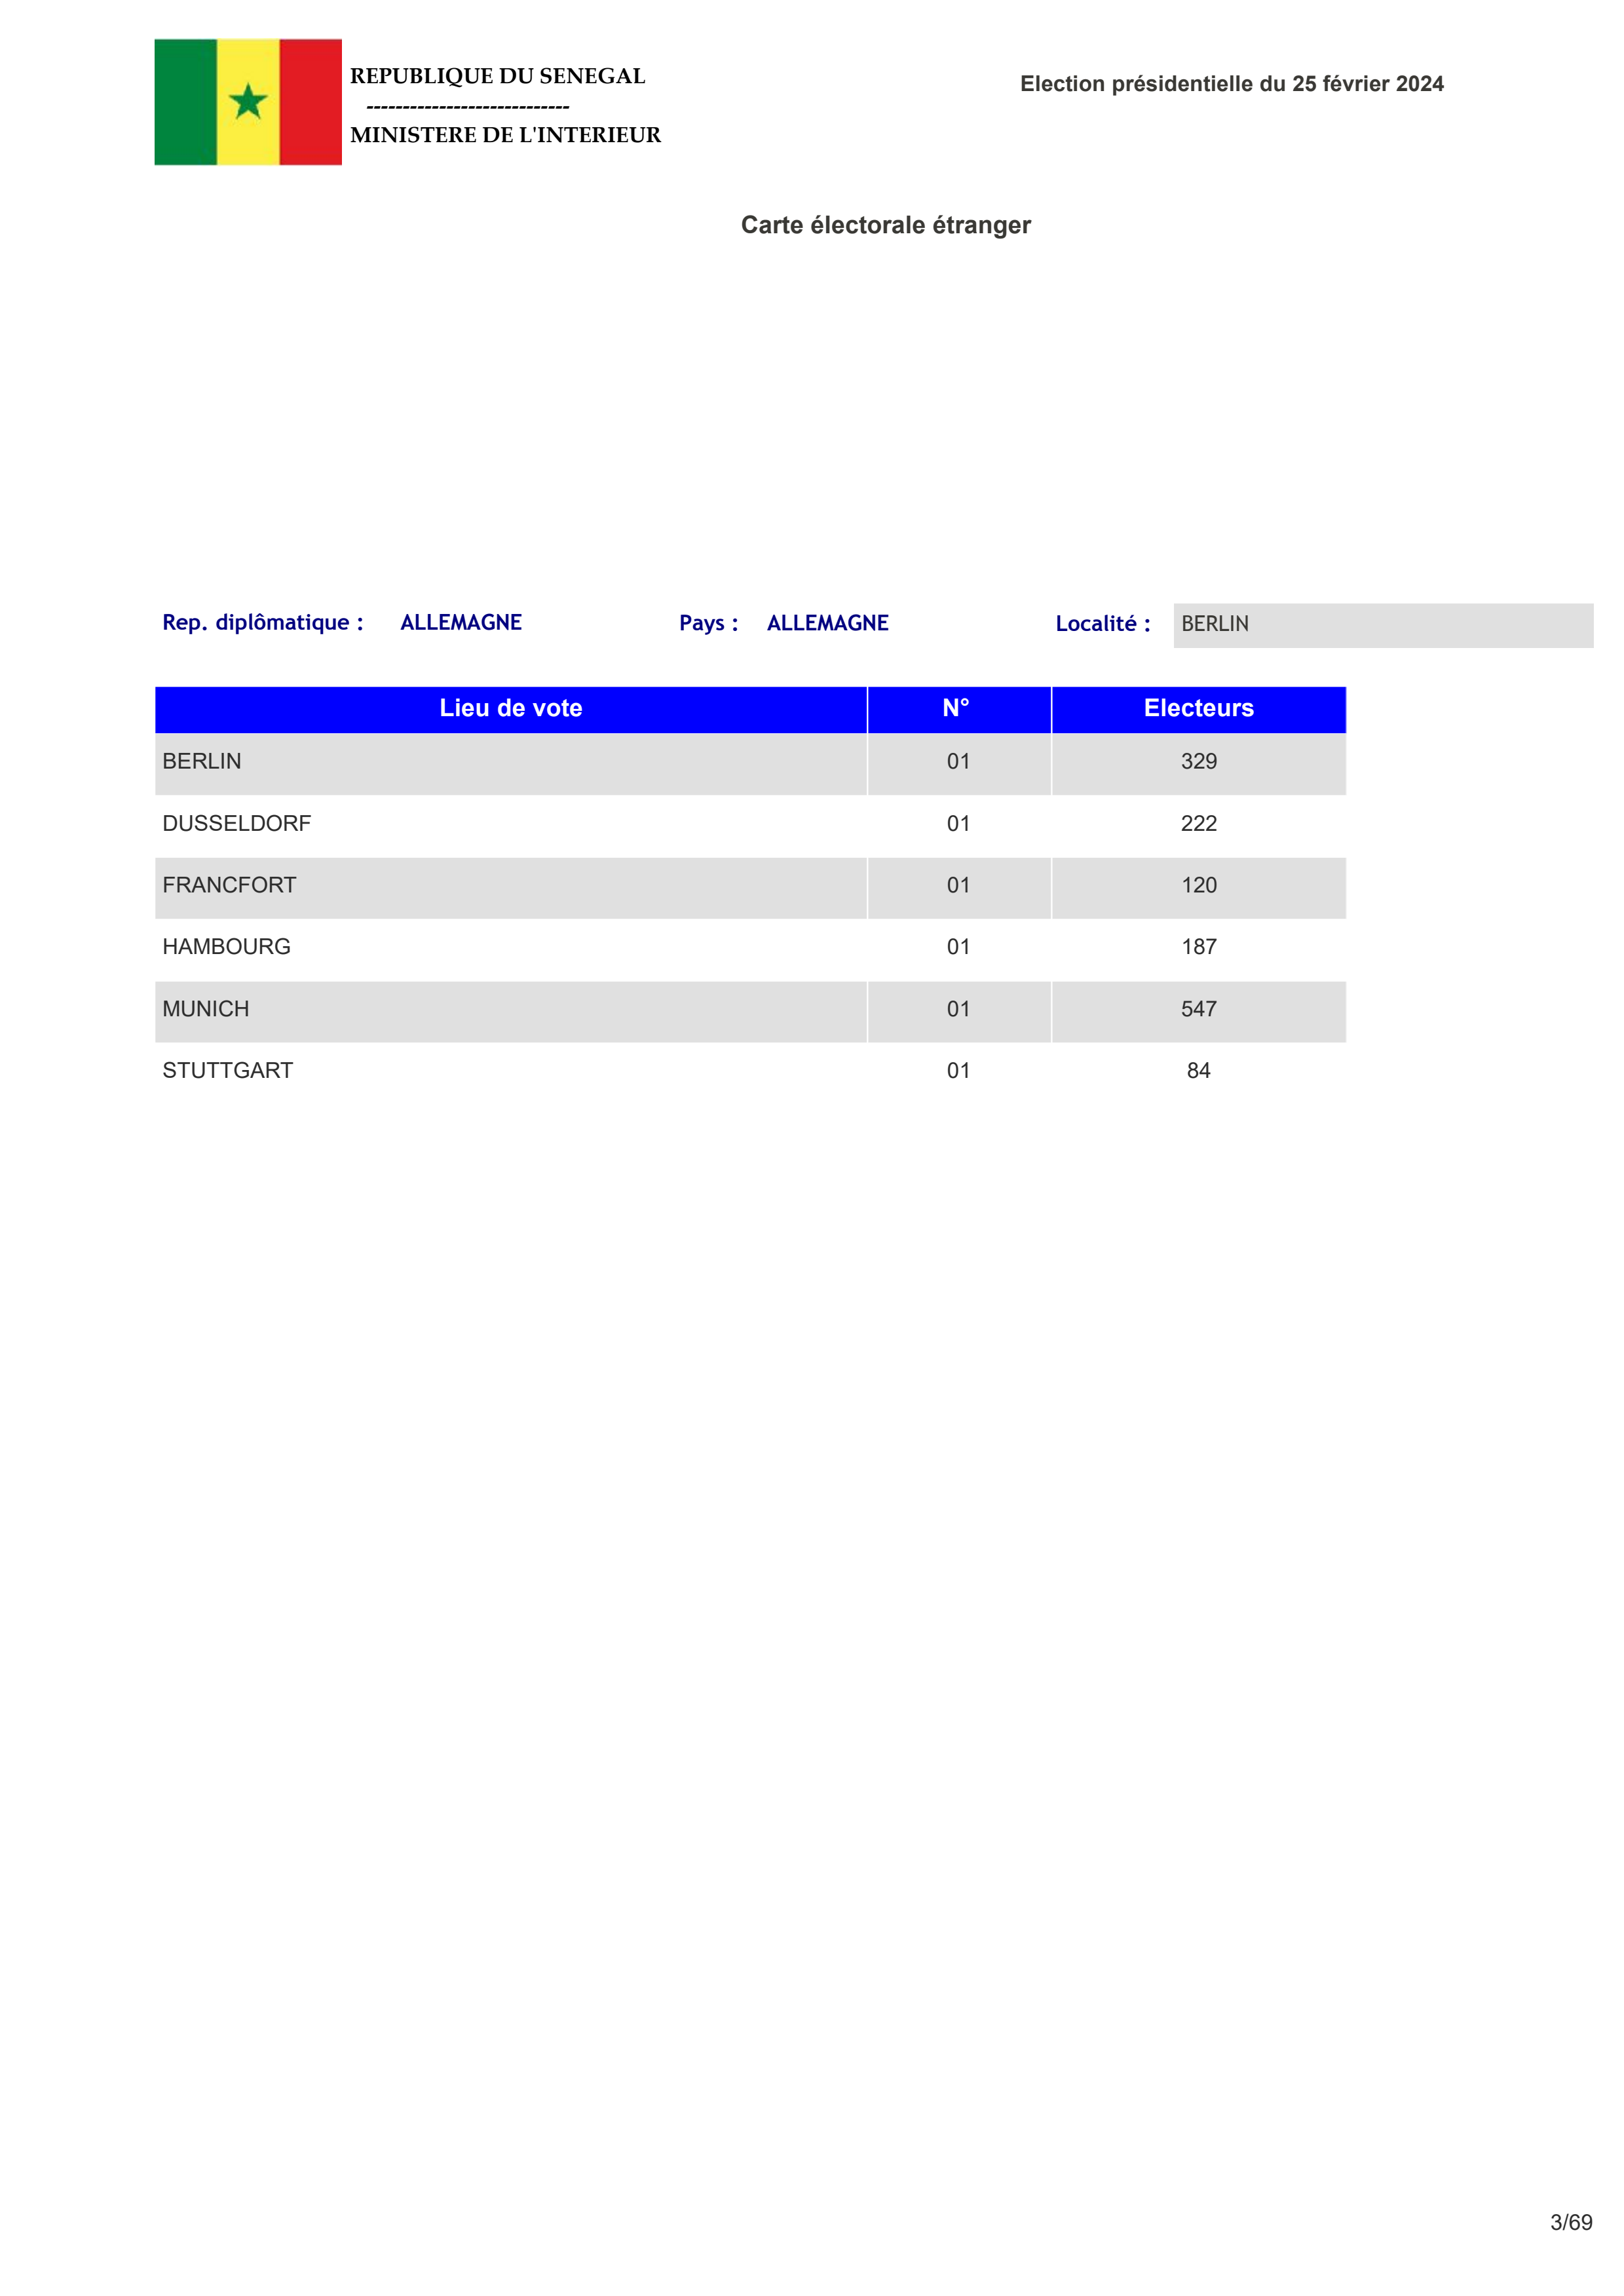 REPUBLIQUE DU SENEGAL
----------------------------
MINISTERE DE L'INTERIEUR
Election présidentielle du 25 février 2024
Carte électorale étranger
Rep. diplômatique : ALLEMAGNE Pays : ALLEMAGNE Localité : BERLIN
Lieu de vote N° Electeurs
BERLIN 01 329
DUSSELDORF 01 222
FRANCFORT 01 120
HAMBOURG 01 187
MUNICH 01 547
STUTTGART 01 84
3/69